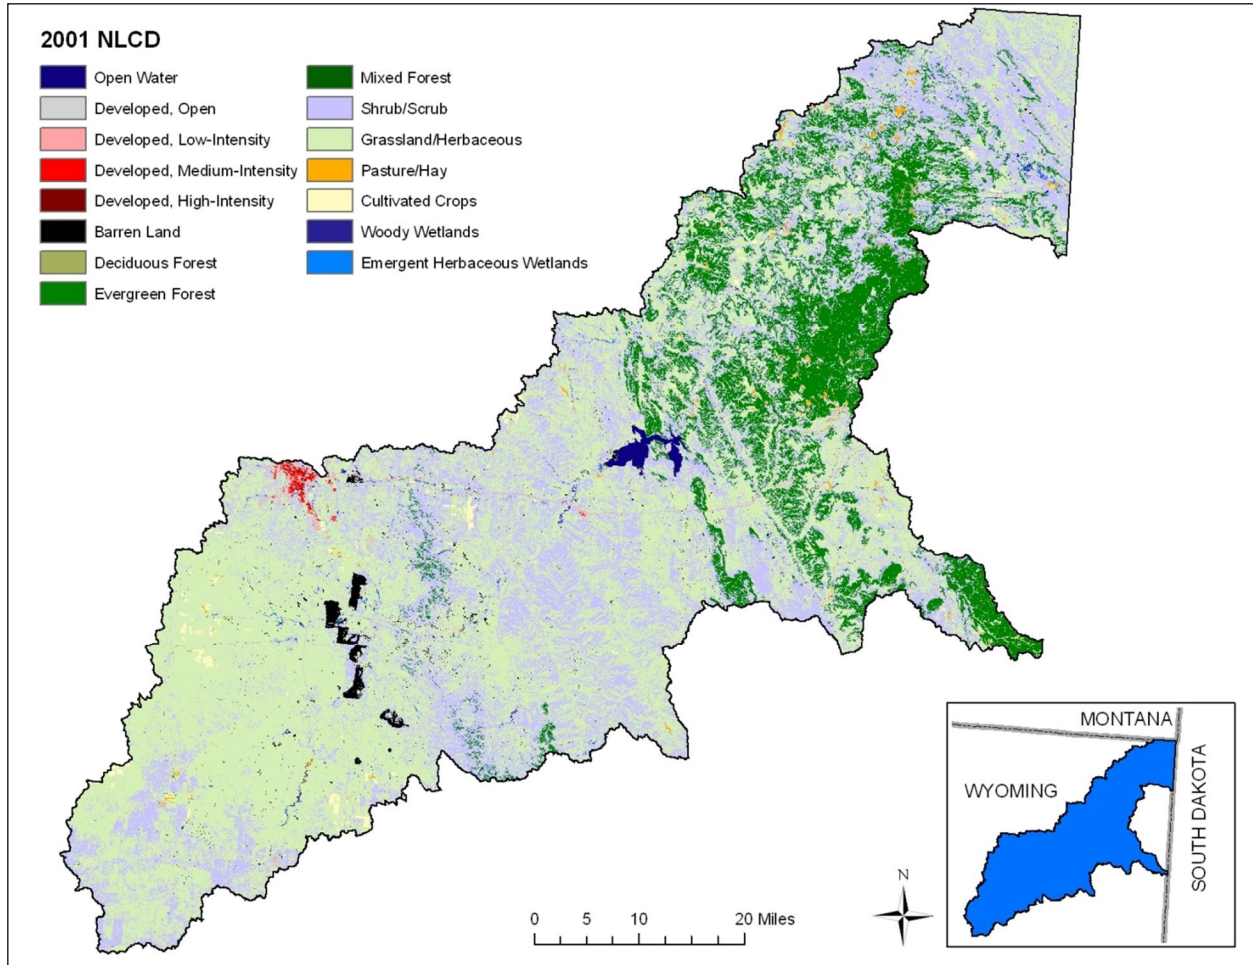 2001 NLCD
Open Water
Developed, Open
Developed, Low-Intensity
Developed, Medium-Intensity
Developed, High-Intensity
Barren Land
Deciduous Forest
Evergreen Forest
Mixed Forest
Shrub/Scrub
Grassland/Herbaceous
Pasture/Hay
Cultivated Crops
Woody Wetlands
Emergent Herbaceous Wetlands
0 5 10 20 Miles
N
MONTANA
WYOMING
SOUTH DAKOTA